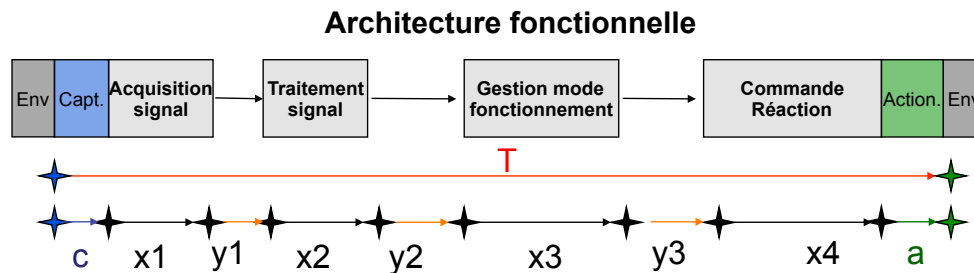 Architecture fonctionnelle
Env
Capt.
Acquisition
signal
Traitement
signal
Gestion mode
fonctionnement
Commande
Réaction
Action.
Env
T
c
x1
y1
x2
y2
x3
y3
x4
a